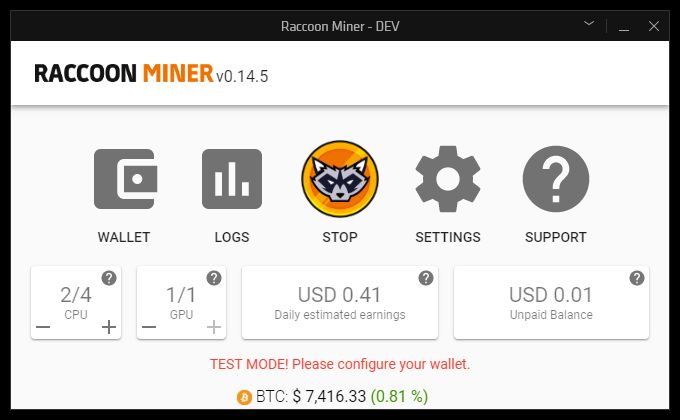 Raccoon Miner - DEV
RACCOON MINER v0.14.5
WALLET LOGS STOP SETTINGS SUPPORT
2/4 1/1 USD 0.41 USD 0.01
CPU GPU Daily estimated earnings Unpaid Balance
TEST MODE! Please configure your wallet.
BTC: $ 7,416.33 (0.81 %)